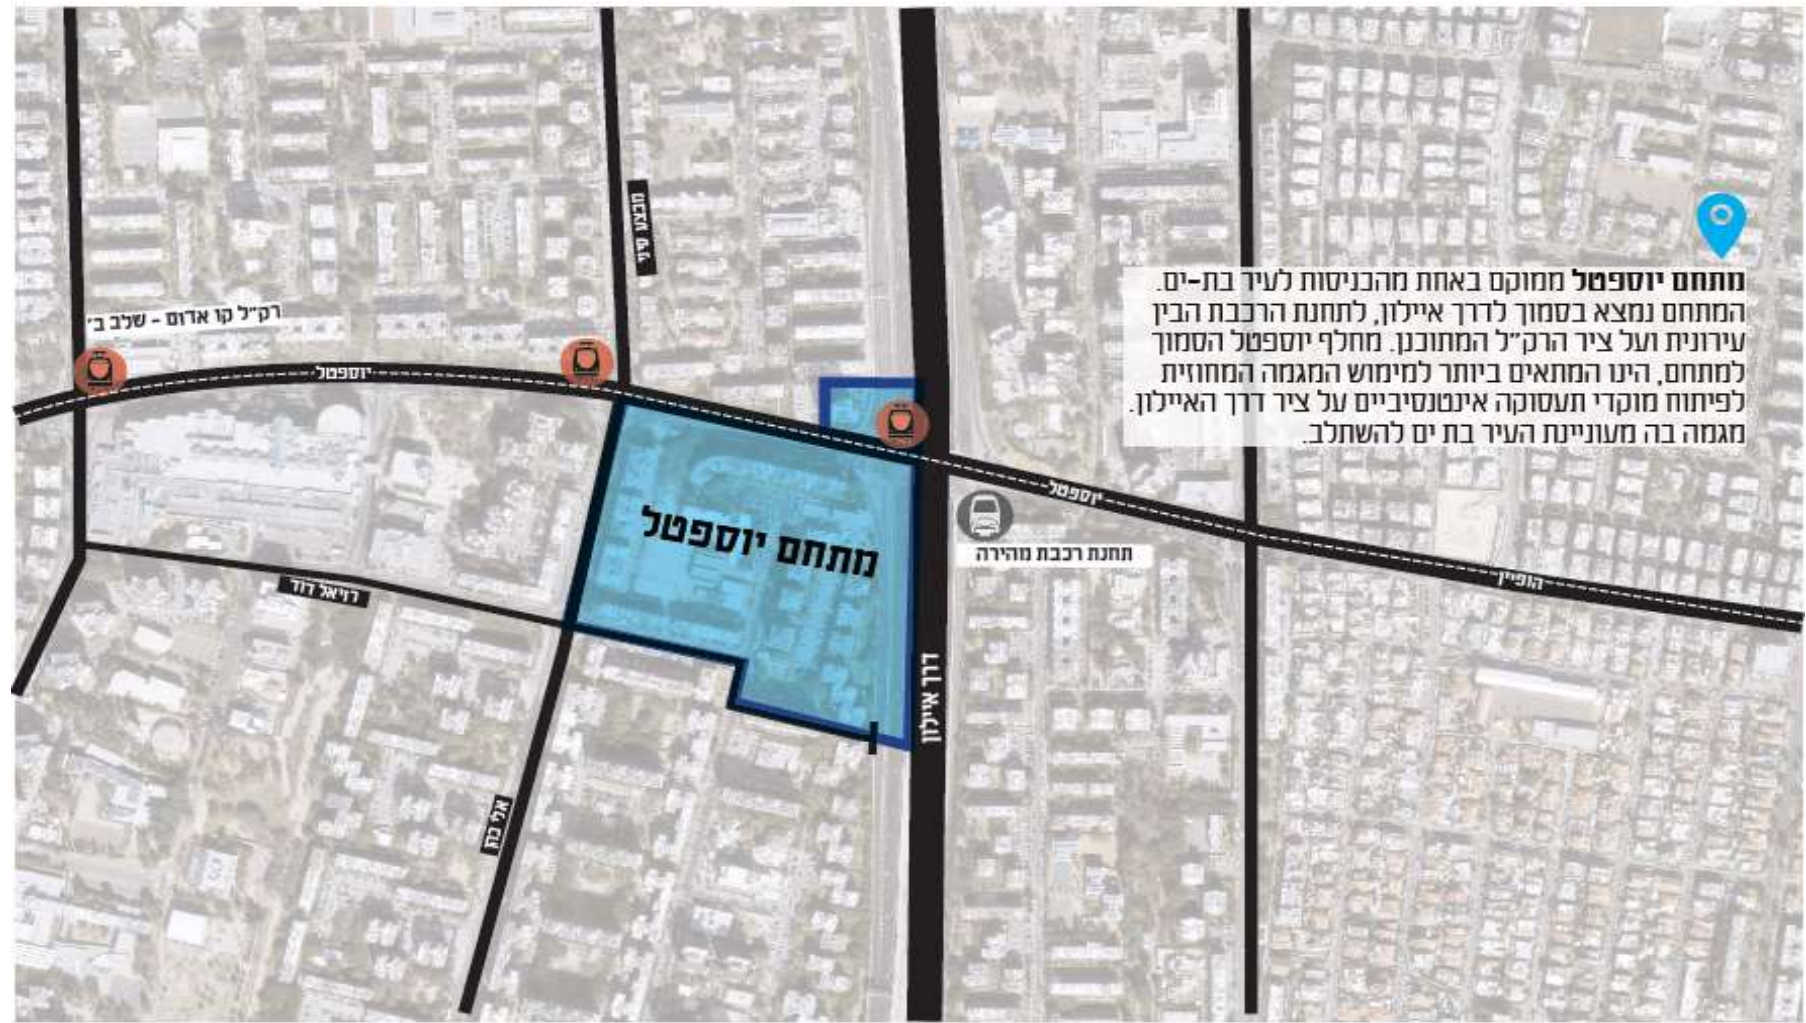 מתחם יוספטל ממוקם באחת מהכניסות לעיר בת-ים.
המתחם נמצא בסמוך לדרך איילון, לתחנת הרכבת הבין
עירונית ועל ציר הרק״ל המתוכנן. מחלף יוספטל הסמוך
למתחם, הינו המתאים ביותר למימוש המגמה המחוזית
לפיתוח מוקדי תעסוקה אינטנסיביים על ציר דרך האיילון.
מגמה בה מעוניינת העיר בת ים להשתלב.
מבצע סיני
רק״ל קו אדום - שלב ב׳
יוספטל
יוספטל
תחנת רכבת מהירה
מתחם יוספטל
הופיין
רזיאל דוד
דרך איילון
אלי כהן